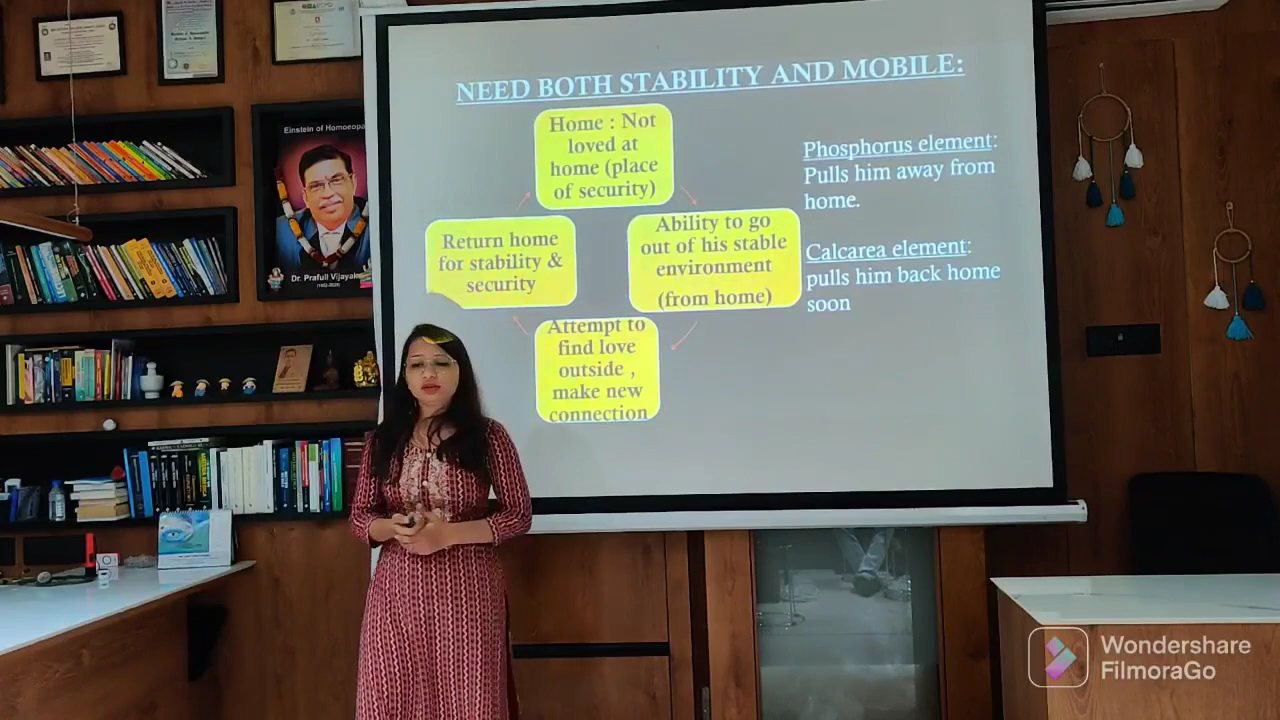 NEED BOTH STABILITY AND MOBILE:
Home : Not
loved at
home (place
of security)
Ability to go
out of his stable
environment
(from home)
Attempt to
find love
outside ,
make new
connection
Return home
for stability &
security
Phosphorus element:
Pulls him away from
home.
Calcarea element:
pulls him back home
soon
Einstein of Homoeopa
Dr. Prafull Vijayak
Wondershare
FilmoraGo